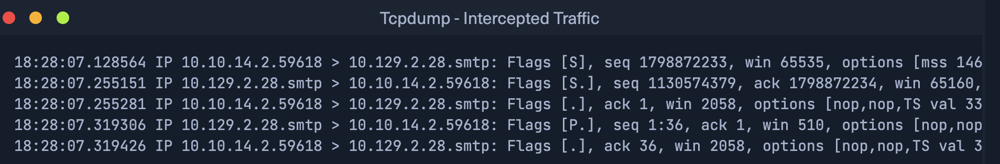 Tcpdump - Intercepted Traffic
18:28:07.128564 IP 10.10.14.2.59618 > 10.129.2.28.smtp: Flags [S], seq 1798872233, win 65535, options [mss 146
18:28:07.255151 IP 10.129.2.28.smtp > 10.10.14.2.59618: Flags [S.], seq 1130574379, ack 1798872234, win 65160,
18:28:07.255281 IP 10.10.14.2.59618 > 10.129.2.28.smtp: Flags [.], ack 1, win 2058, options [nop,nop,TS val 33
18:28:07.319306 IP 10.129.2.28.smtp > 10.10.14.2.59618: Flags [P.], seq 1:36, ack 1, win 510, options [nop,nop
18:28:07.319426 IP 10.10.14.2.59618 > 10.129.2.28.smtp: Flags [.], ack 36, win 2058, options [nop,nop,TS val 3